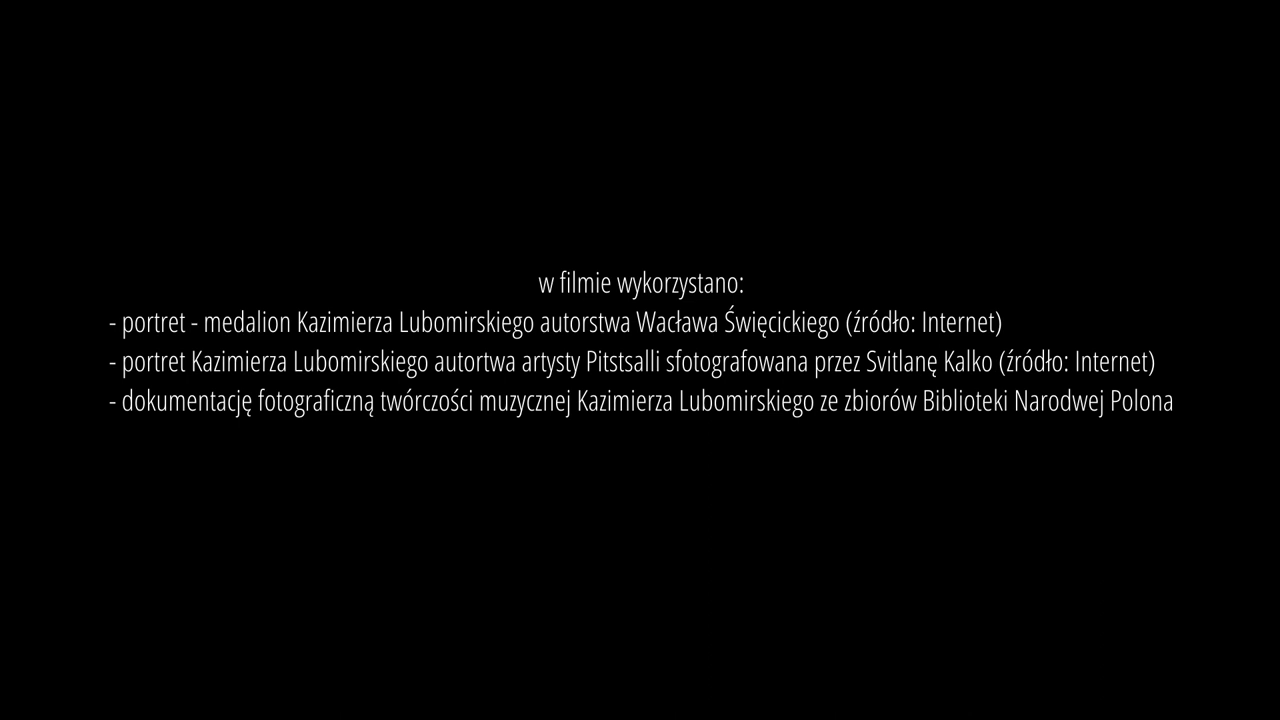 w filmie wykorzystano:
- portret - medalion Kazimierza Lubomirskiego autorstwa Wacława Święcickiego (źródło: Internet)
- portret Kazimierza Lubomirskiego autortwa artysty Pitstsalli sfotografowana przez Svitlanę Kalko (źródło: Internet)
- dokumentację fotograficzną twórczości muzycznej Kazimierza Lubomirskiego ze zbiorów Biblioteki Narodwej Polona